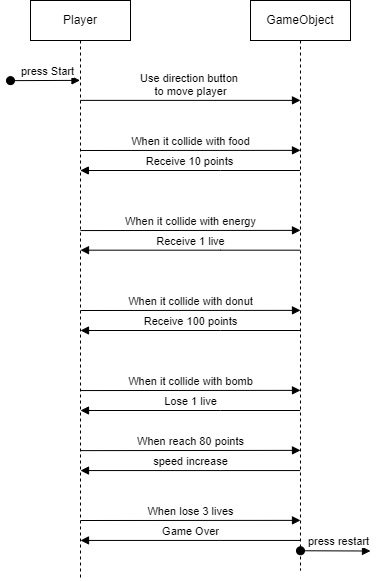 Player
GameObject
press Start
Use direction button
to move player
When it collide with food
Receive 10 points
When it collide with energy
Receive 1 live
When it collide with donut
Receive 100 points
When it collide with bomb
Lose 1 live
When reach 80 points
speed increase
When lose 3 lives
Game Over
press restart